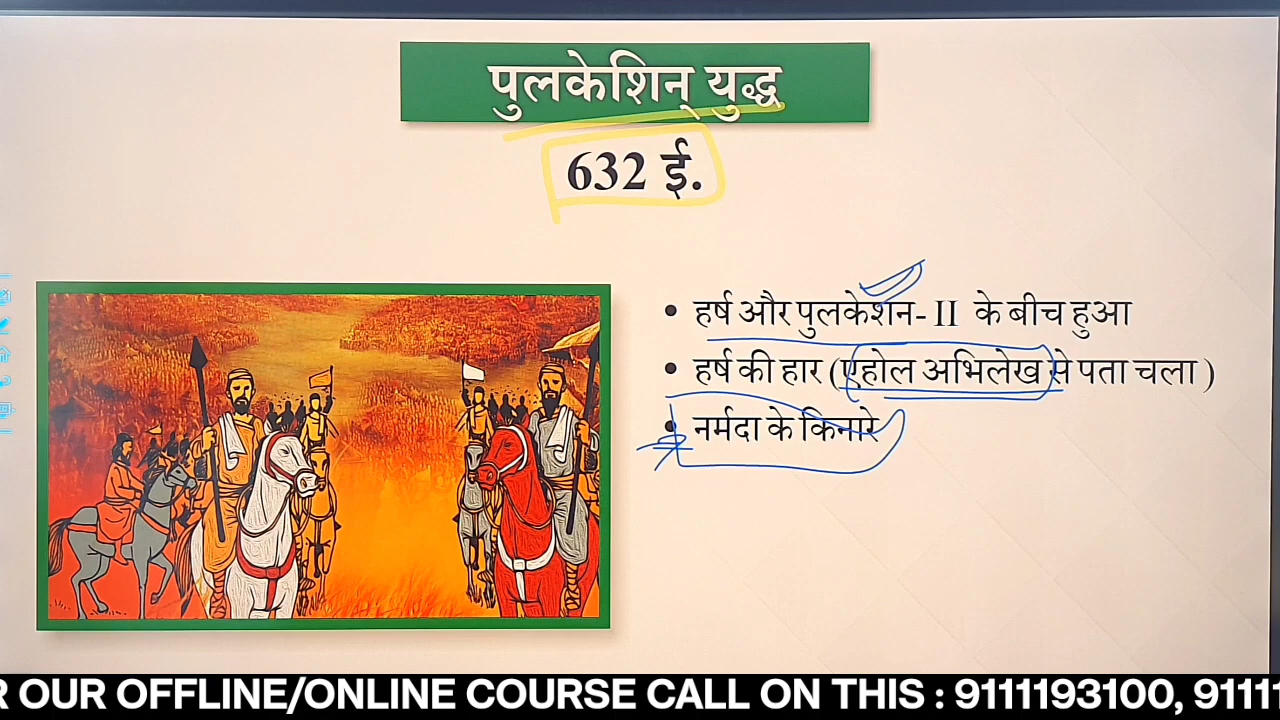 पुलकेशिन् युद्ध
632 ई.
• हर्ष और पुलकेशन- II के बीच हुआ
• हर्ष की हार (एहोल अभिलेख से पता चला )
• नर्मदा के किनारे
R OUR OFFLINE/ONLINE COURSE CALL ON THIS : 9111193100, 91111